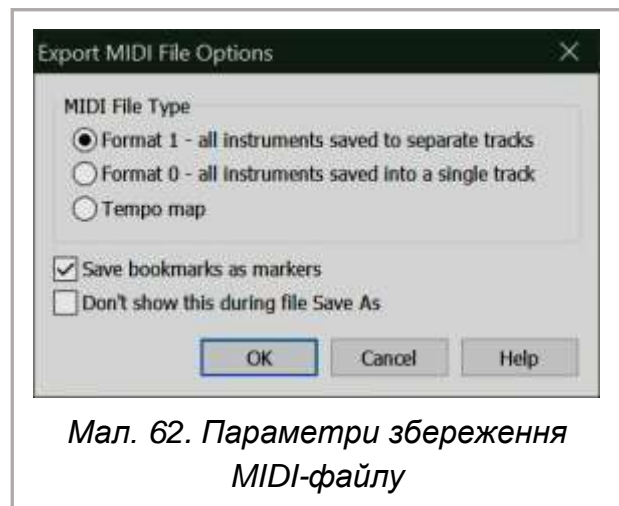 Export MIDI File Options
MIDI File Type
Format 1 - all instruments saved to separate tracks
Format 0 - all instruments saved into a single track
Tempo map
Save bookmarks as markers
Don't show this during file Save As
OK Cancel Help
Мал. 62. Параметри збереження
MIDI-файлу